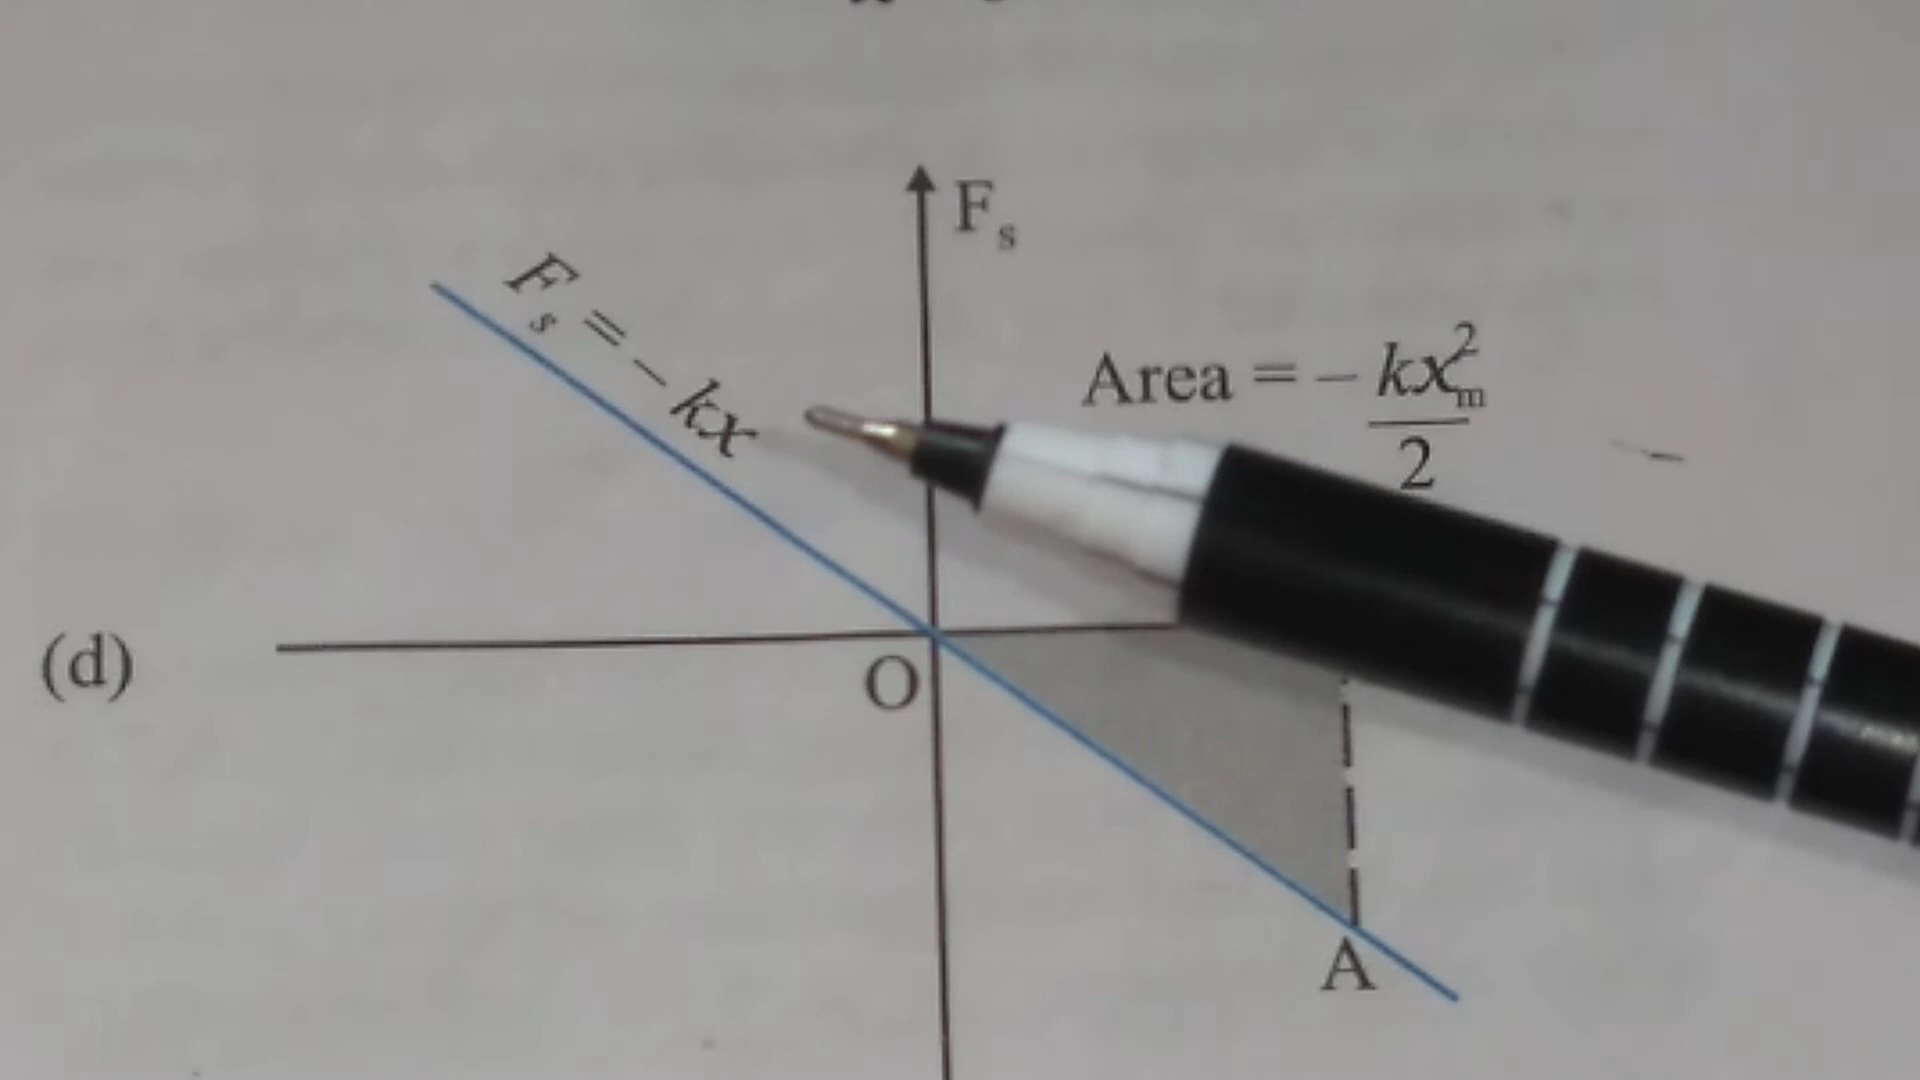 F_s
F_s = – kx
Area = – kx_m^2 / 2
(d)
O
A